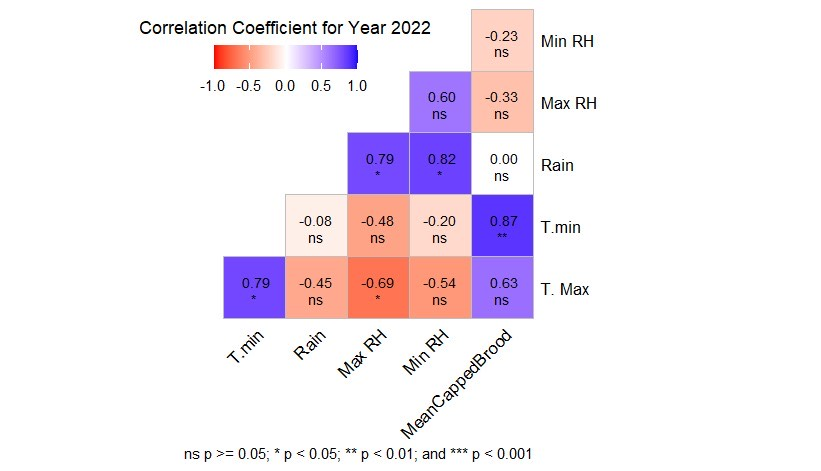 Correlation Coefficient for Year 2022
-1.0 -0.5 0.0 0.5 1.0
-0.23
ns
Min RH
0.60 -0.33
ns ns
Max RH
0.79 0.82 0.00
* * ns
Rain
-0.08 -0.48 -0.20 0.87
ns ns ns **
T.min
0.79 -0.45 -0.69 -0.54 0.63
* ns * ns ns
T. Max
T.min
Rain
Max RH
Min RH
MeanCappedBrood
ns p >= 0.05; * p < 0.05; ** p < 0.01; and *** p < 0.001